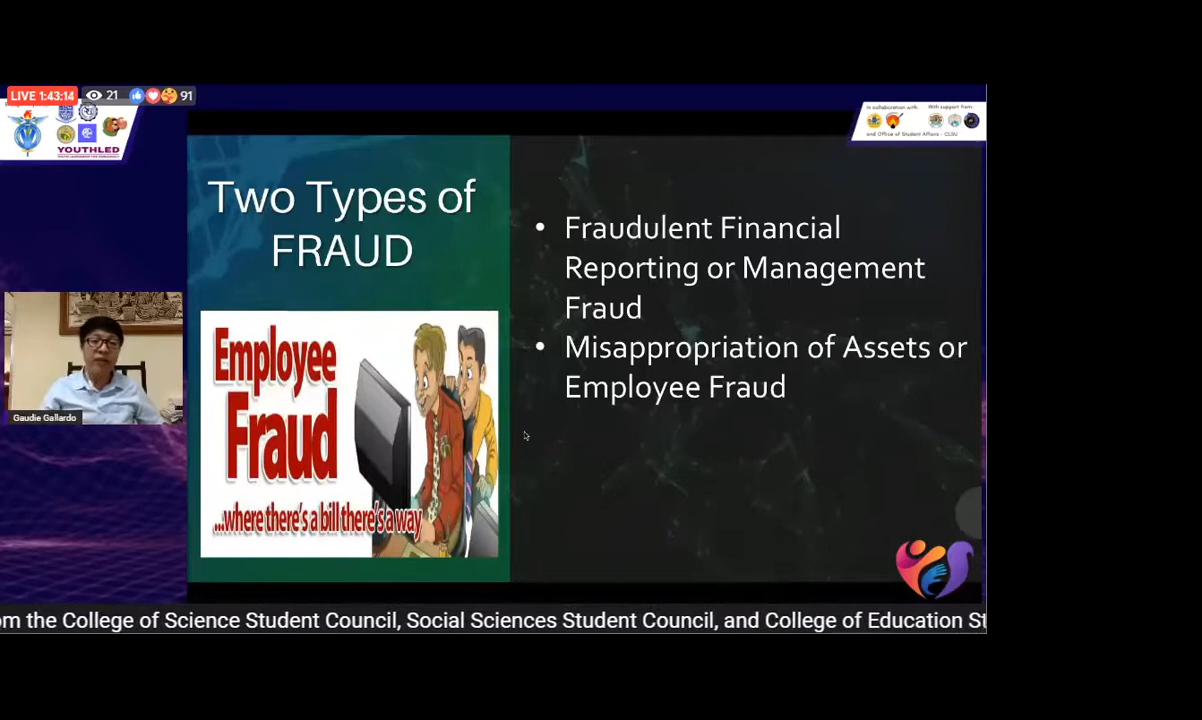 LIVE 1:43:14
21
91
YOUTHLED
In collaboration with:
With support from:
and Office of Student Affairs - CLSU
Two Types of
FRAUD
• Fraudulent Financial
Reporting or Management
Fraud
• Misappropriation of Assets or
Employee Fraud
Employee
Fraud
...where there's a bill there's a way
Gaudie Gallardo
om the College of Science Student Council, Social Sciences Student Council, and College of Education St